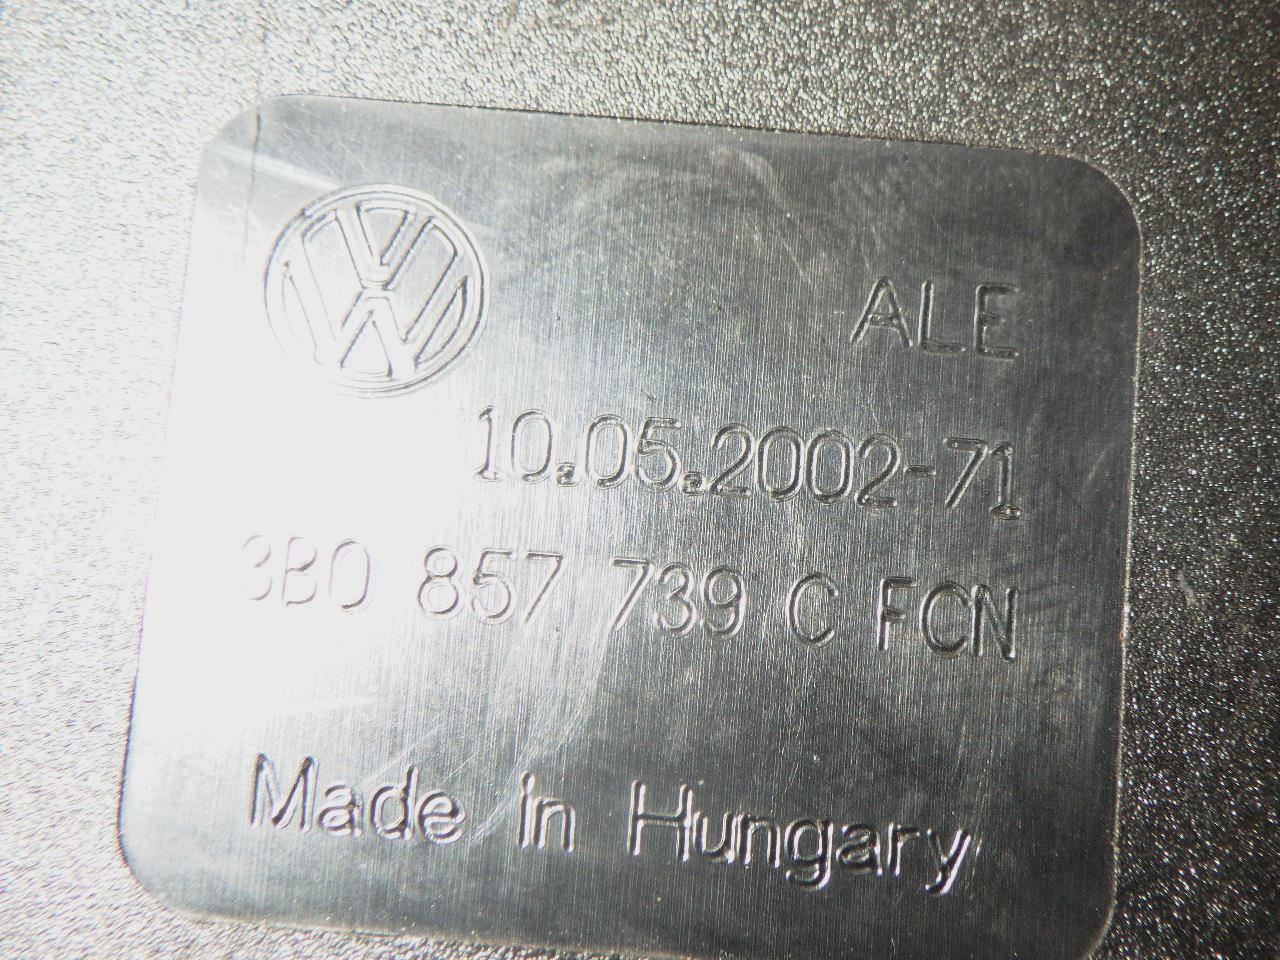 ALE
10.05.2002-71
3B0 857 739 C FCN
Made in Hungary